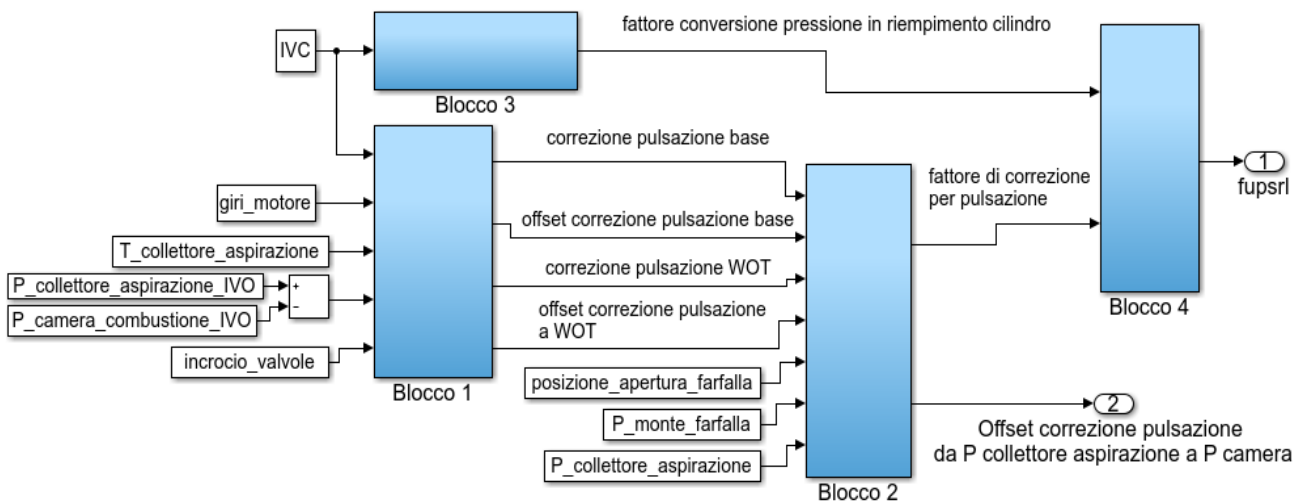 fattore conversione pressione in riempimento cilindro
IVC
Blocco 3
correzione pulsazione base
fattore di correzione
per pulsazione
1
fupsrl
giri_motore
offset correzione pulsazione base
T_collettore_aspirazione
correzione pulsazione WOT
P_collettore_aspirazione_IVO
+
−
P_camera_combustione_IVO
offset correzione pulsazione
a WOT
Blocco 4
incrocio_valvole
Blocco 1
posizione_apertura_farfalla
P_monte_farfalla
2
Offset correzione pulsazione
da P collettore aspirazione a P camera
P_collettore_aspirazione
Blocco 2